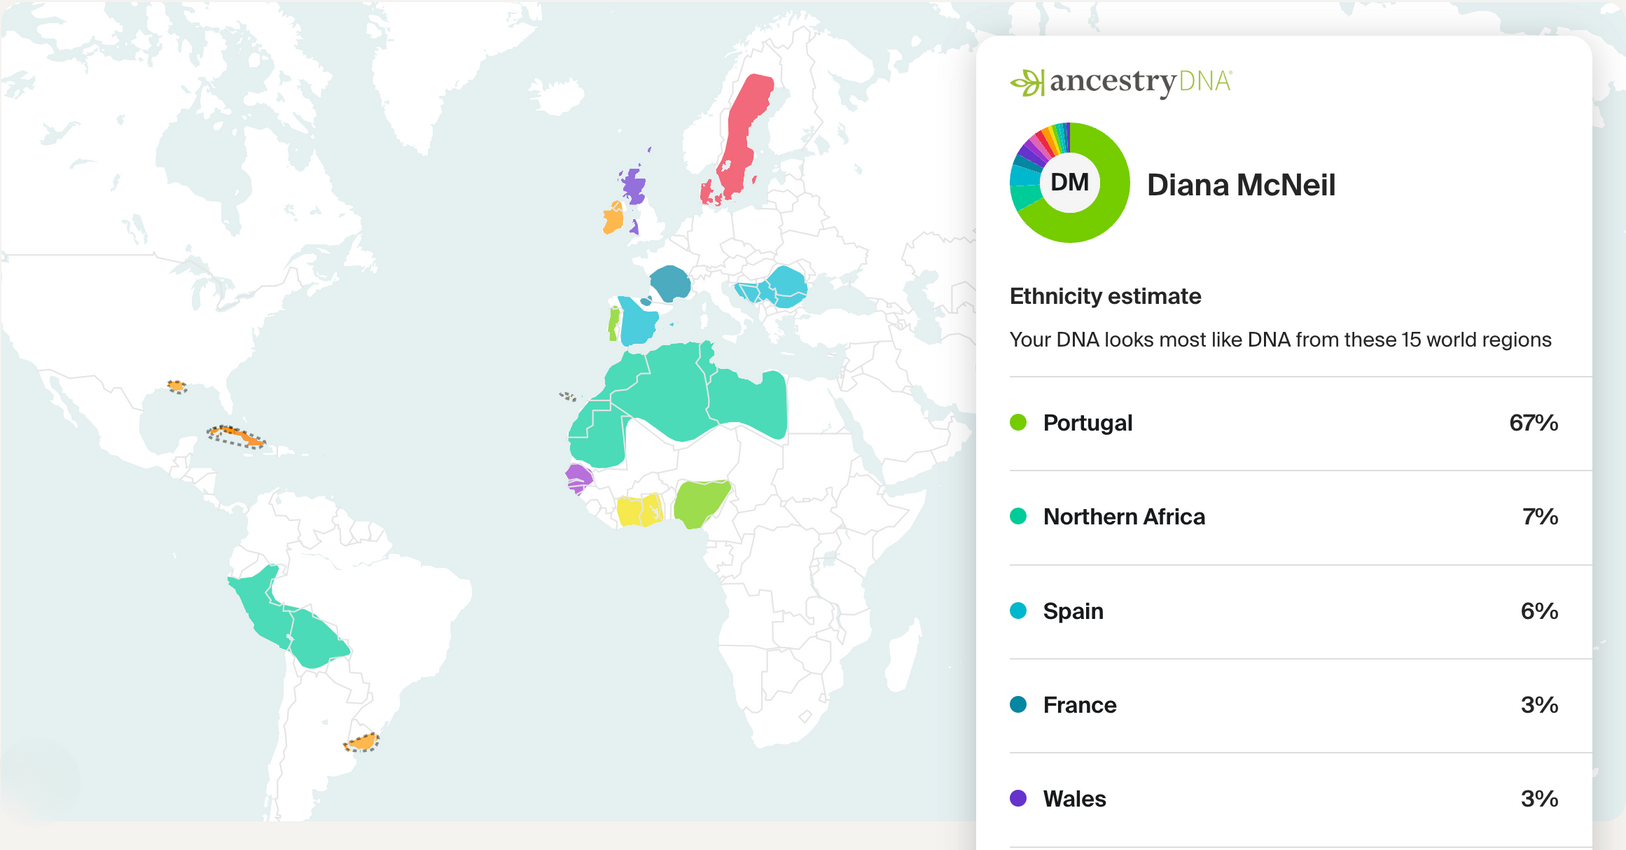 ancestryDNA®
DM
Diana McNeil
Ethnicity estimate
Your DNA looks most like DNA from these 15 world regions
Portugal 67%
Northern Africa 7%
Spain 6%
France 3%
Wales 3%